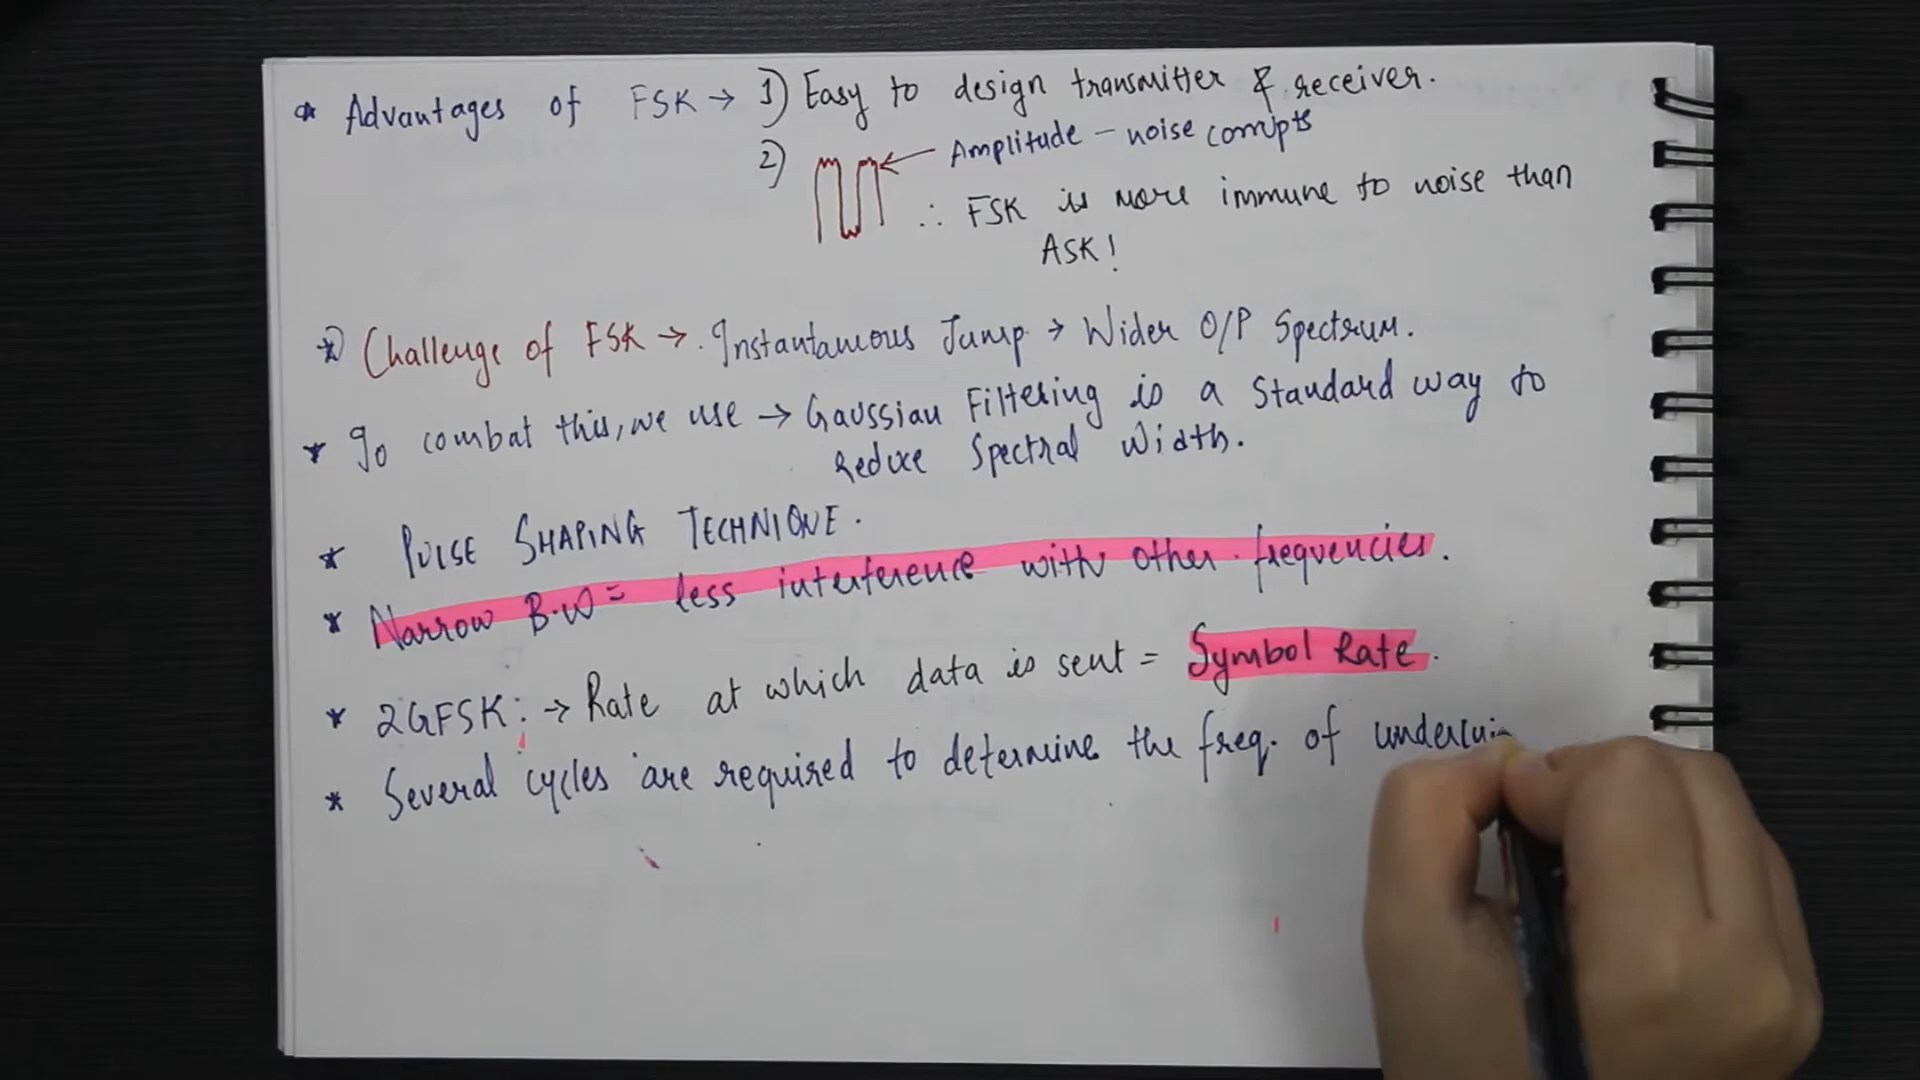 * Advantages of FSK → 1) Easy to design transmitter & receiver.
2) Amplitude - noise corrupts
∴ FSK is more immune to noise than
ASK!
* Challenge of FSK → Instantaneous Jump → Wider O/P Spectrum.
* To combat this, we use → Gaussian Filtering is a Standard way to
reduce Spectral Width.
* PULSE SHAPING TECHNIQUE.
* Narrow B.W = less interference with other frequencies.
* 2GFSK: → Rate at which data is sent = Symbol Rate.
* Several cycles are required to determine the freq. of